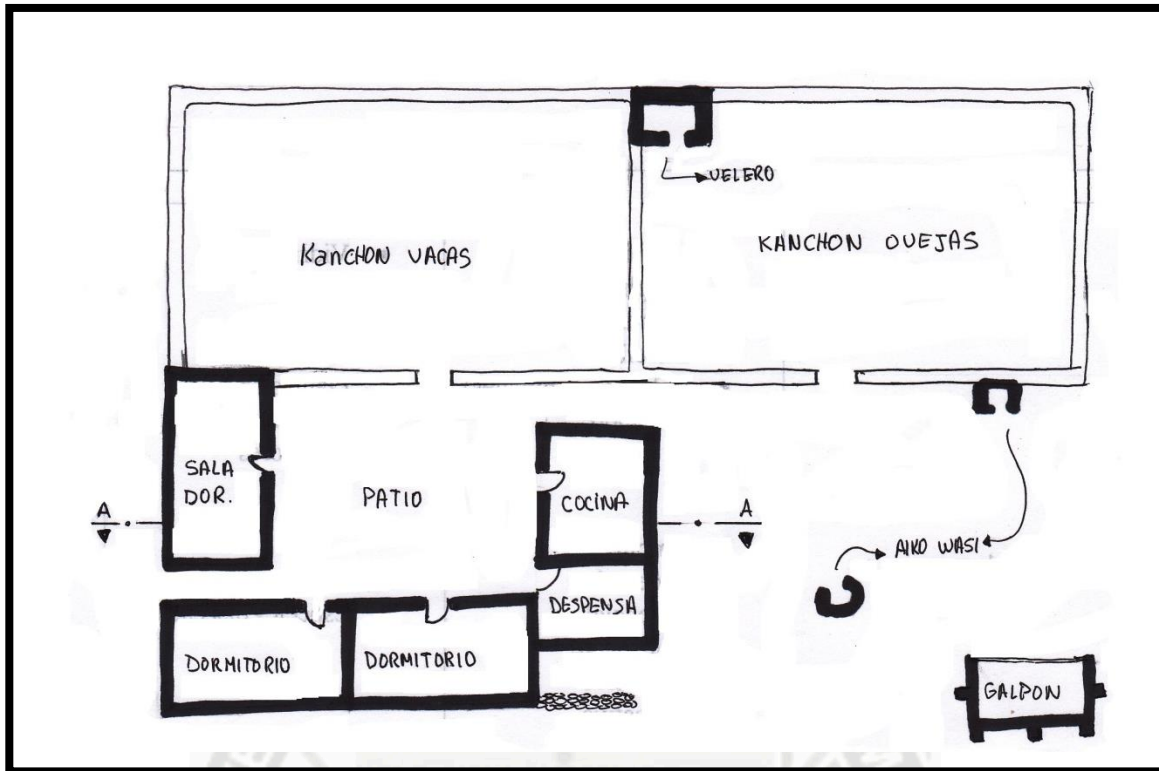 VELERO
KanCHON VACAS
KANCHON OVEJAS
SALA
DOR.
PATIO
COCINA
A
A
AIKO WASI
DESPENSA
DORMITORIO
DORMITORIO
GALPON